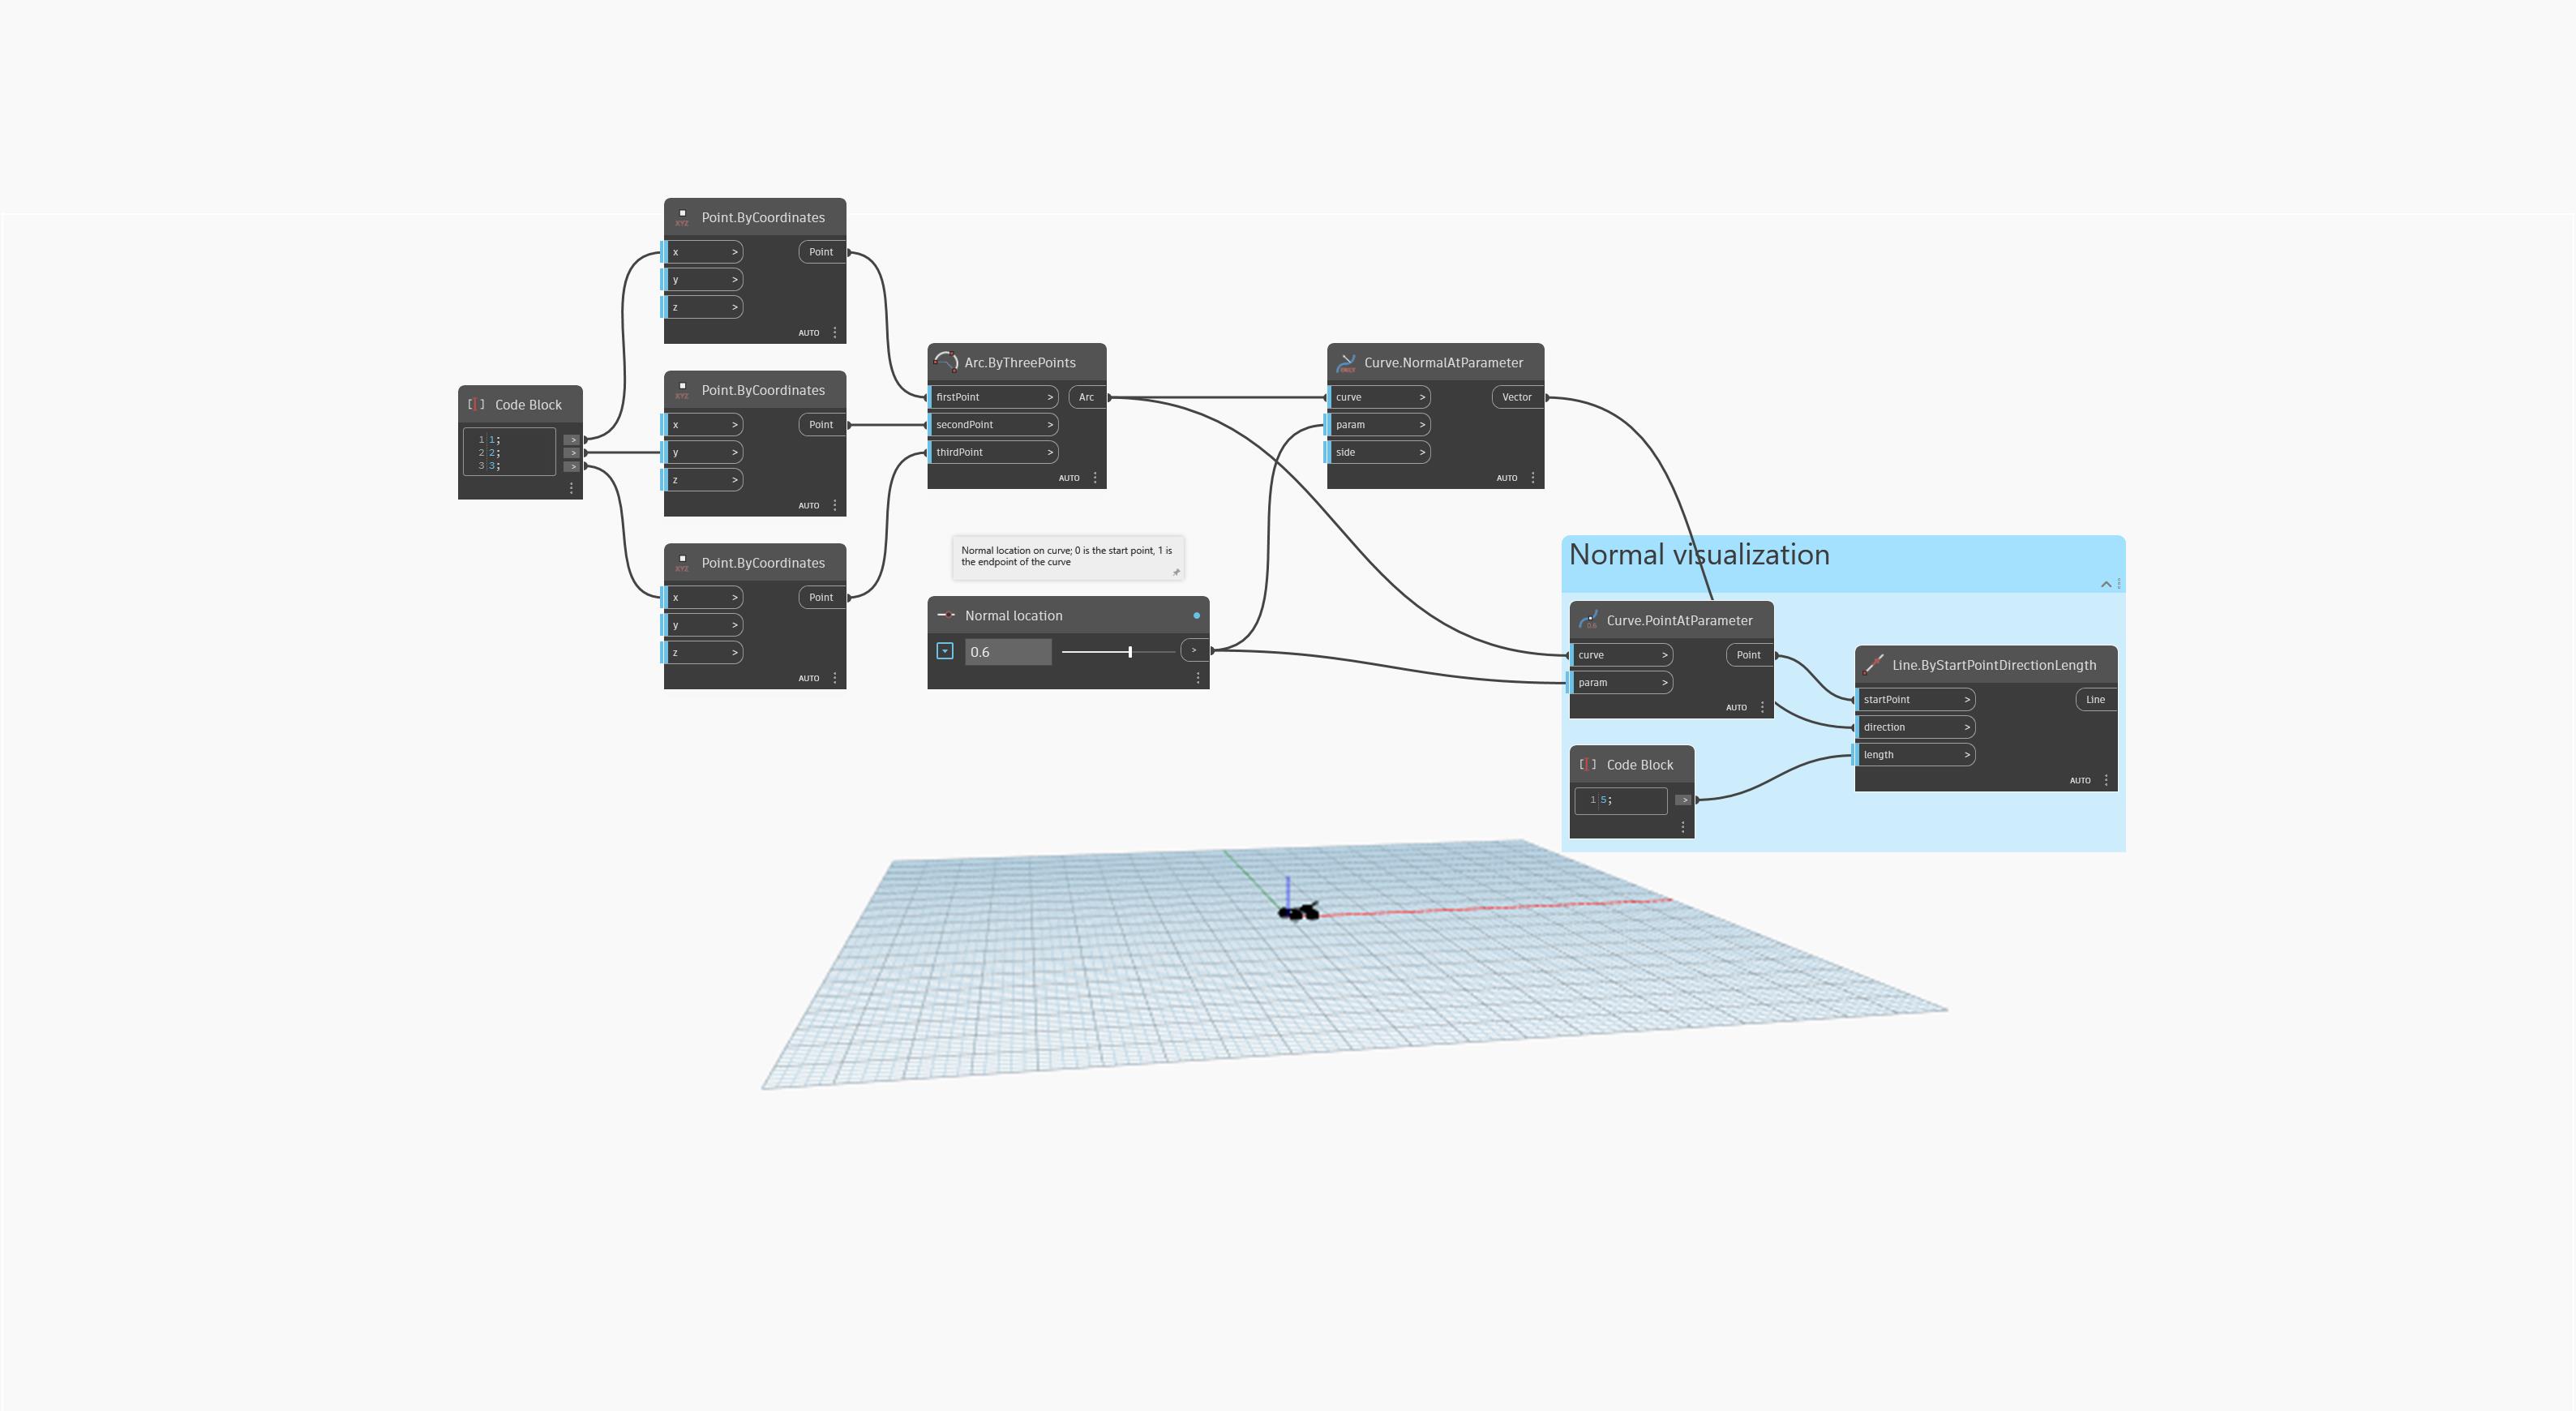 Point.ByCoordinates
XYZ
x > Point
y >
z >
AUTO
Code Block
1 1; >
2 2; >
3 3; >
Point.ByCoordinates
XYZ
x > Point
y >
z >
AUTO
Point.ByCoordinates
XYZ
x > Point
y >
z >
AUTO
Arc.ByThreePoints
firstPoint > Arc
secondPoint >
thirdPoint >
AUTO
Normal location on curve; 0 is the start point, 1 is
the endpoint of the curve
Normal location
0.6 >
Curve.NormalAtParameter
curve > Vector
param >
side >
AUTO
Normal visualization
Curve.PointAtParameter
curve > Point
param >
AUTO
Code Block
1 5; >
Line.ByStartPointDirectionLength
startPoint > Line
direction >
length >
AUTO